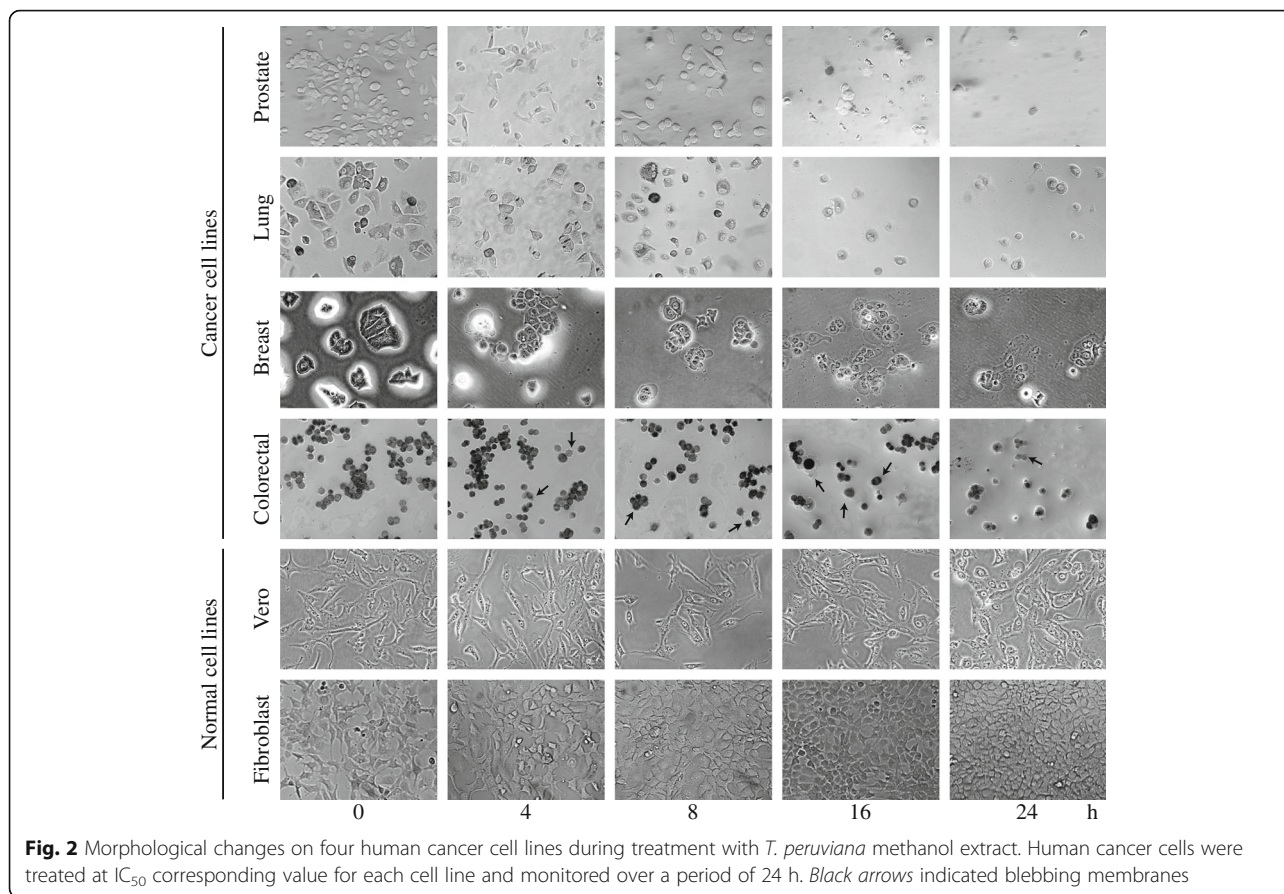 Cancer cell lines
Prostate
Lung
Breast
Colorectal
Normal cell lines
Vero
Fibroblast
0 4 8 16 24 h
Fig. 2 Morphological changes on four human cancer cell lines during treatment with T. peruviana methanol extract. Human cancer cells were
treated at IC50 corresponding value for each cell line and monitored over a period of 24 h. Black arrows indicated blebbing membranes